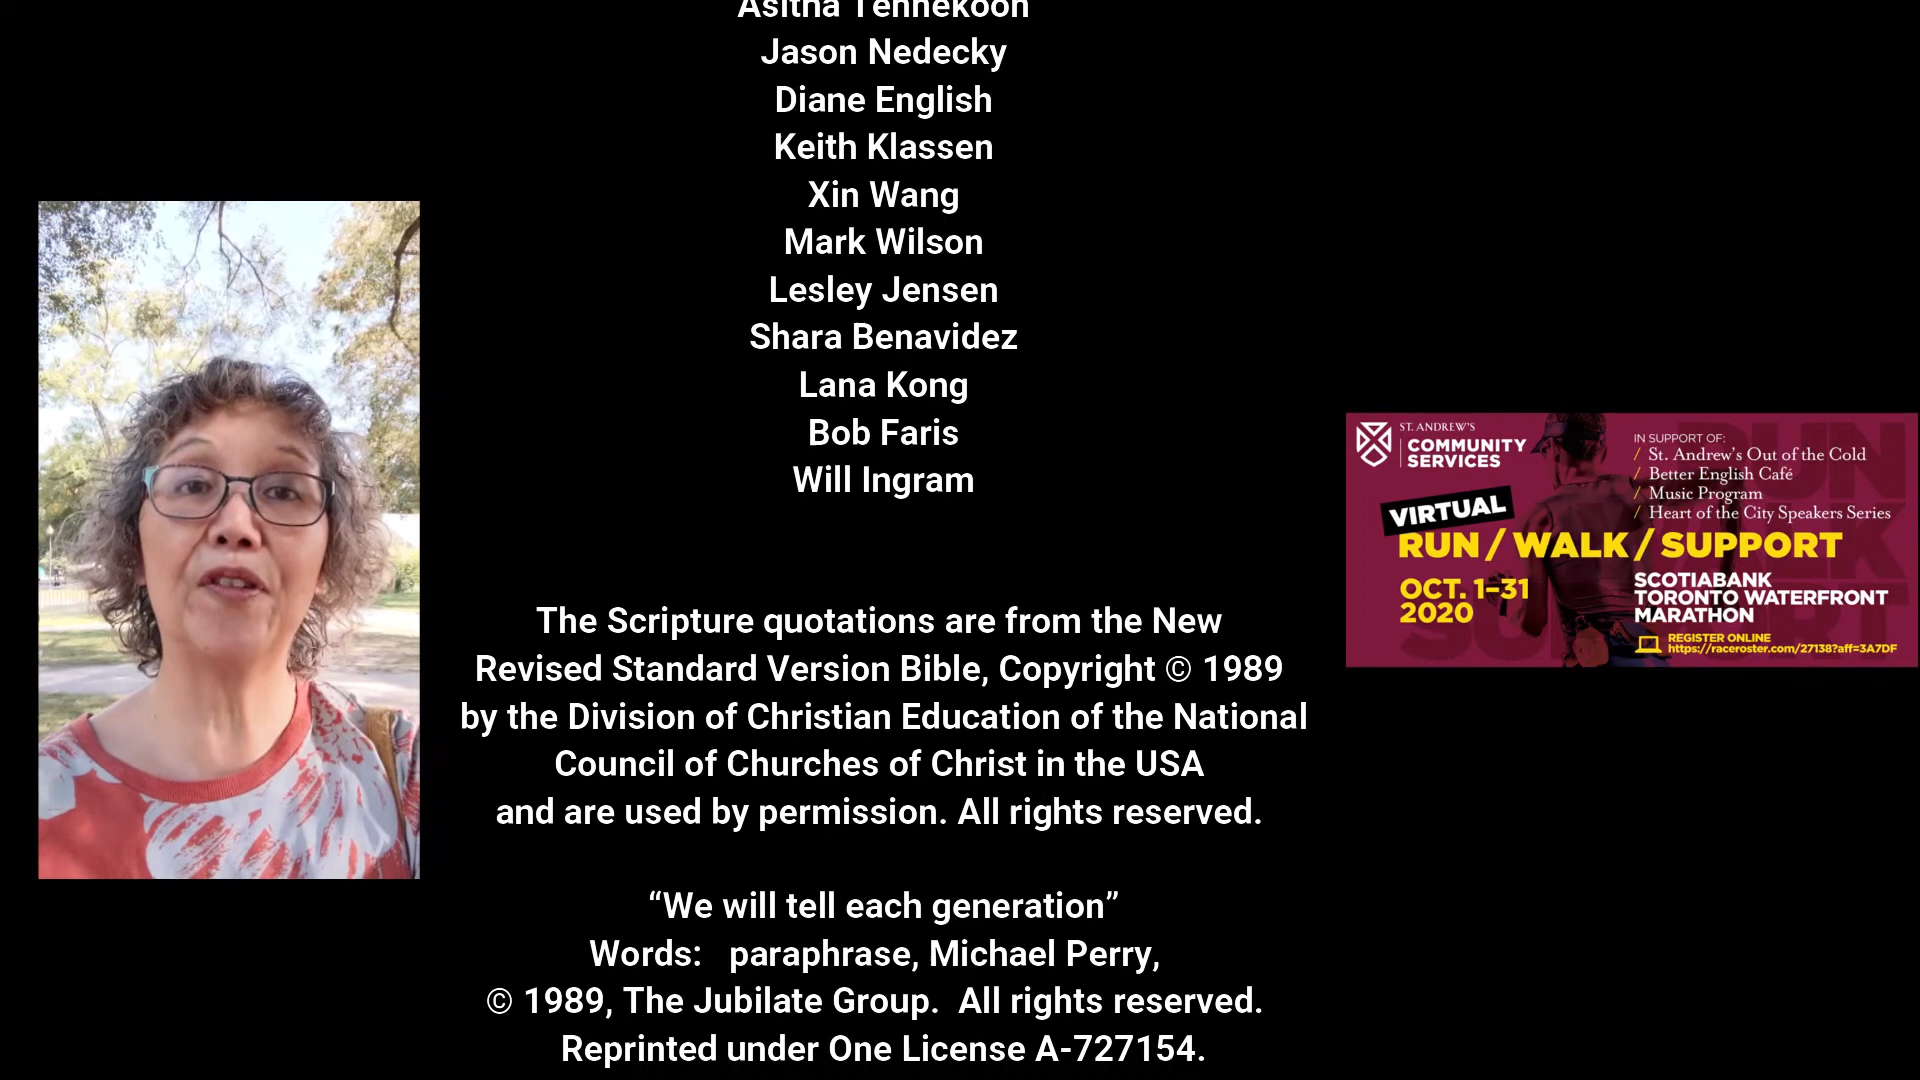 Asitha Tennekoon
Jason Nedecky
Diane English
Keith Klassen
Xin Wang
Mark Wilson
Lesley Jensen
Shara Benavidez
Lana Kong
Bob Faris
Will Ingram
The Scripture quotations are from the New
Revised Standard Version Bible, Copyright © 1989
by the Division of Christian Education of the National
Council of Churches of Christ in the USA
and are used by permission. All rights reserved.
“We will tell each generation”
Words: paraphrase, Michael Perry,
© 1989, The Jubilate Group. All rights reserved.
Reprinted under One License A-727154.
ST. ANDREW'S
COMMUNITY
SERVICES
VIRTUAL
RUN / WALK / SUPPORT
OCT. 1–31
2020
IN SUPPORT OF:
/ St. Andrew's Out of the Cold
/ Better English Café
/ Music Program
/ Heart of the City Speakers Series
SCOTIABANK
TORONTO WATERFRONT
MARATHON
REGISTER ONLINE
https://raceroster.com/27138?aff=3A7DF